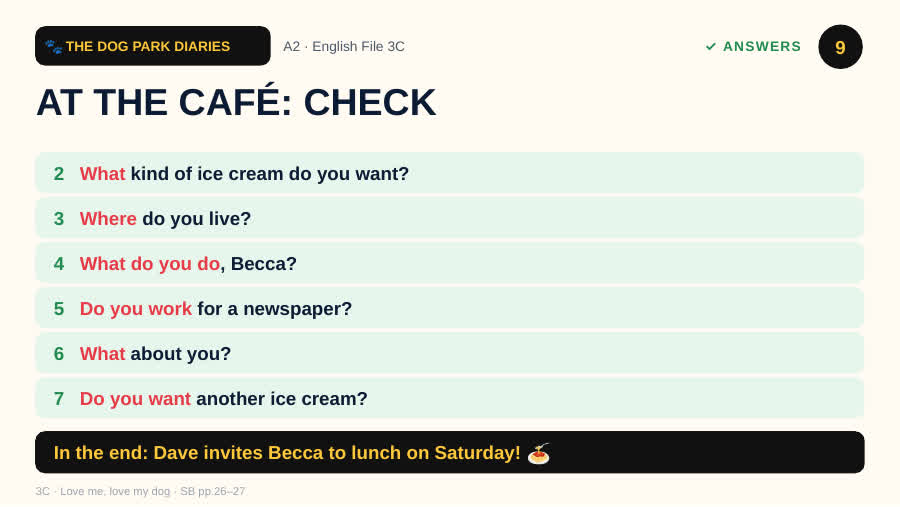 🐾 THE DOG PARK DIARIES
A2 · English File 3C
✓ ANSWERS
9
AT THE CAFÉ: CHECK
2 What kind of ice cream do you want?
3 Where do you live?
4 What do you do, Becca?
5 Do you work for a newspaper?
6 What about you?
7 Do you want another ice cream?
In the end: Dave invites Becca to lunch on Saturday! 🍝
3C · Love me, love my dog · SB pp.26–27